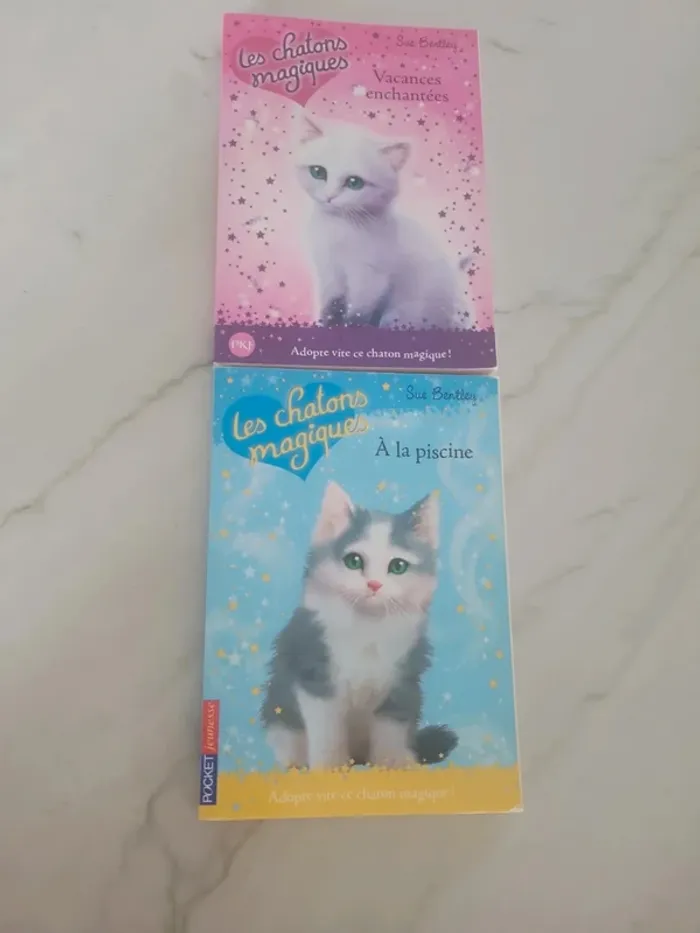 Les chatons
magiques
Sue Bentley
Vacances
enchantées
PKJ
Adopte vite ce chaton magique !
Les chatons
magiques
Sue Bentley
À la piscine
POCKET jeunesse
Adopte vite ce chaton magique !